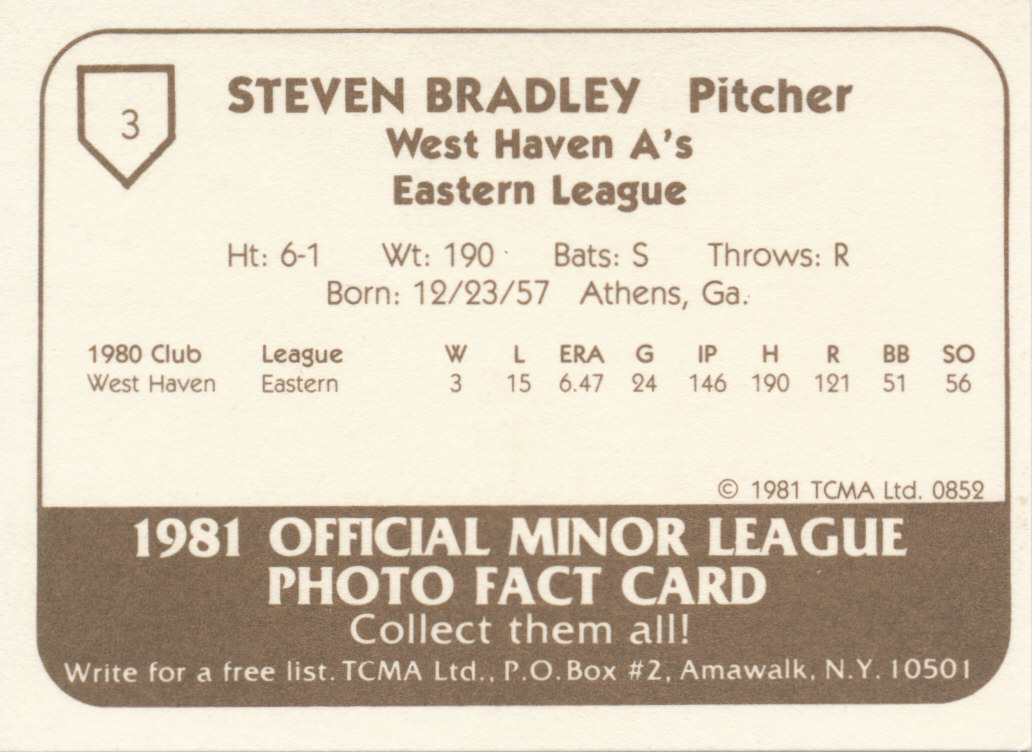 3
STEVEN BRADLEY Pitcher
West Haven A's
Eastern League
Ht: 6-1 Wt: 190 Bats: S Throws: R
Born: 12/23/57 Athens, Ga.
1980 Club League W L ERA G IP H R BB SO
West Haven Eastern 3 15 6.47 24 146 190 121 51 56
© 1981 TCMA Ltd. 0852
1981 OFFICIAL MINOR LEAGUE
PHOTO FACT CARD
Collect them all!
Write for a free list. TCMA Ltd., P.O. Box #2, Amawalk, N.Y. 10501